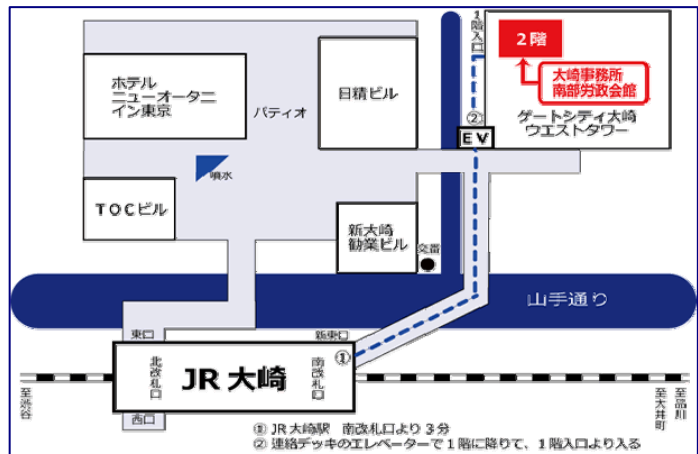 ホテル
ニューオータニ
イン東京
パティオ
日精ビル
1階入口
2階
大崎事務所
南部労政会館
ゲートシティ大崎
ウエストタワー
②
EV
噴水
TOCビル
新大崎
勧業ビル
交番
山手通り
東口
新東口
北改札口
JR大崎
南改札口
①
西口
至渋谷
至大井町
至品川
① JR大崎駅 南改札口より3分
② 連絡デッキのエレベーターで1階に降りて、1階入口より入る